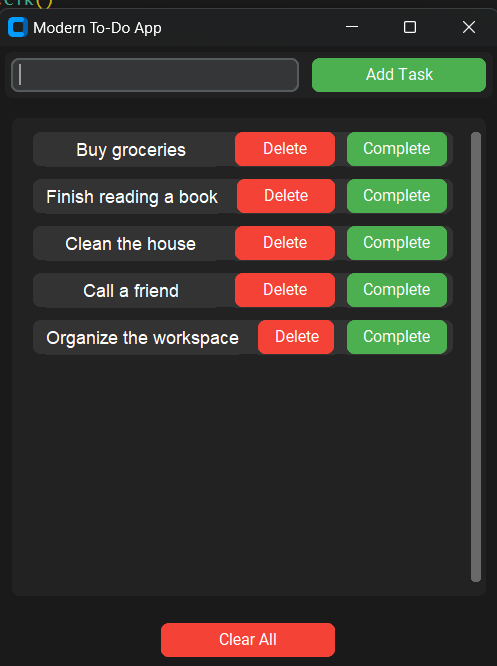 Modern To-Do App
Add Task
Buy groceries Delete Complete
Finish reading a book Delete Complete
Clean the house Delete Complete
Call a friend Delete Complete
Organize the workspace Delete Complete
Clear All